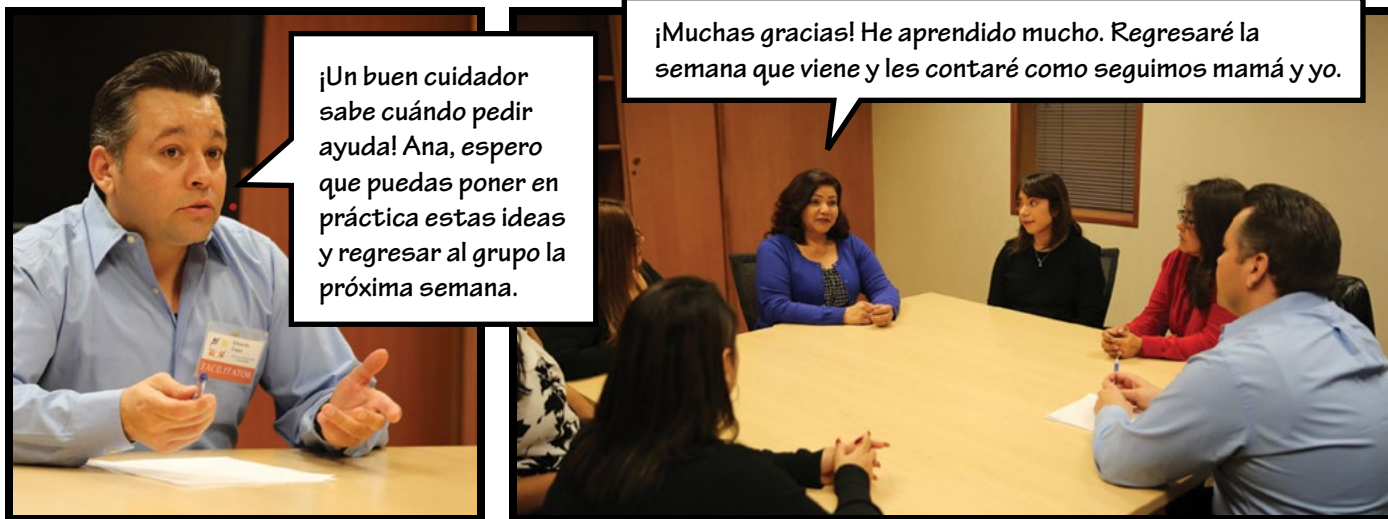 ¡Un buen cuidador
sabe cuándo pedir
ayuda! Ana, espero
que puedas poner en
práctica estas ideas
y regresar al grupo la
próxima semana.
FACILITATOR
¡Muchas gracias! He aprendido mucho. Regresaré la
semana que viene y les contaré como seguimos mamá y yo.